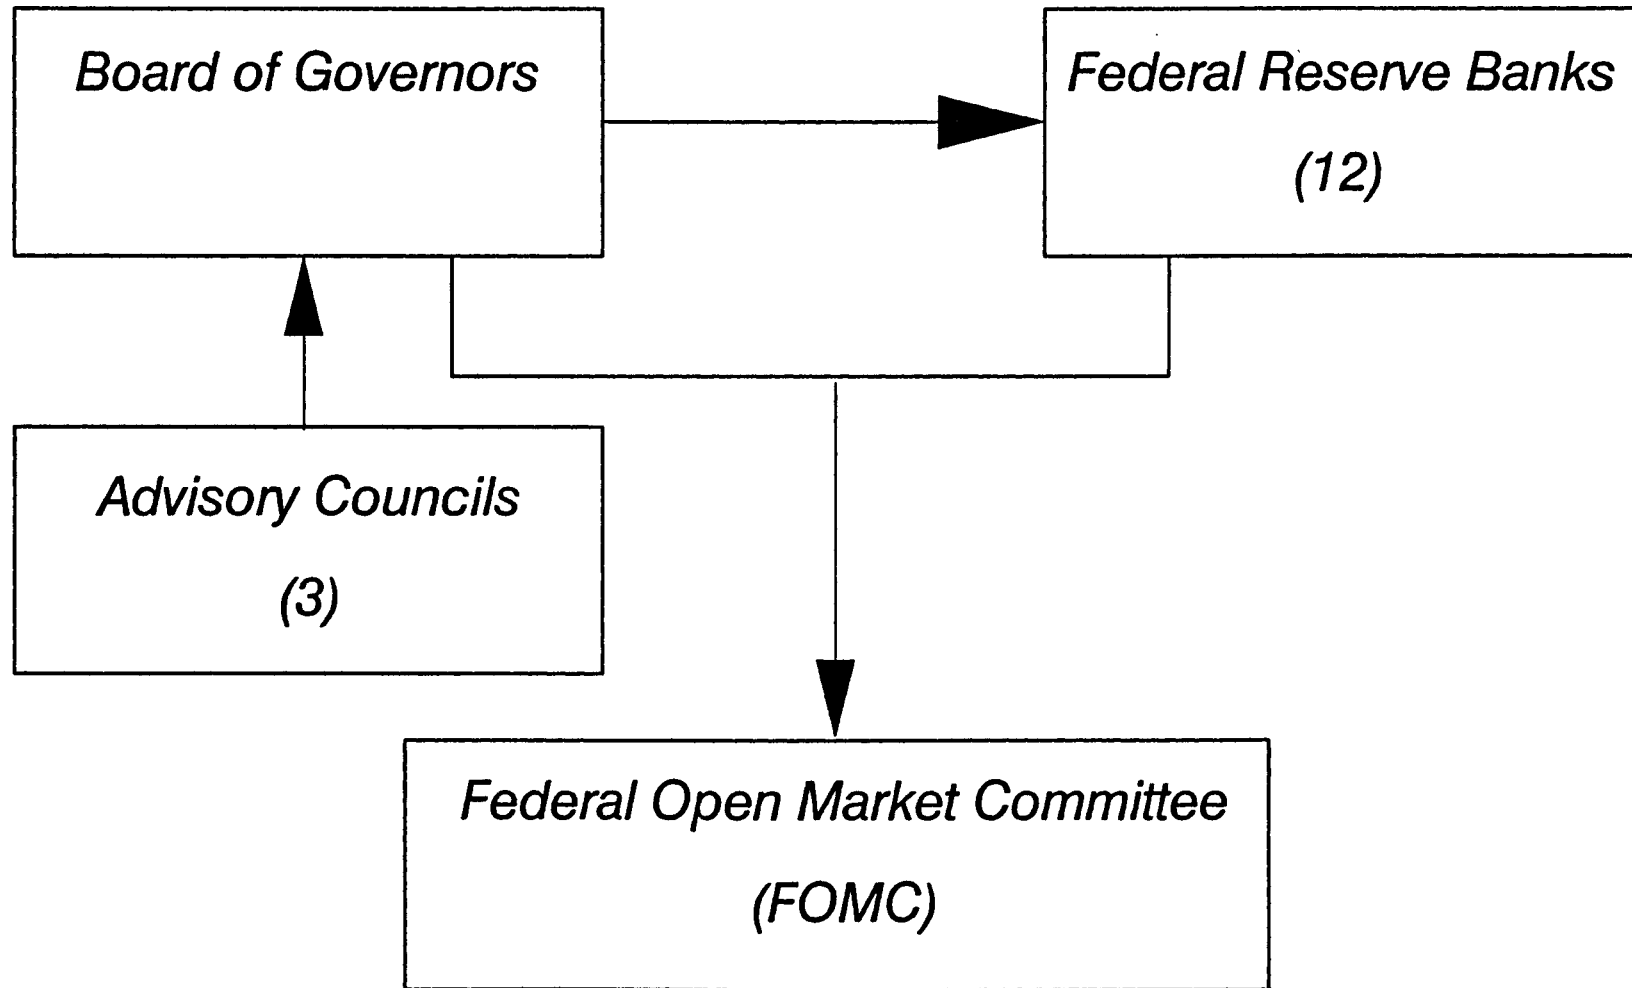 Board of Governors
Federal Reserve Banks
(12)
Advisory Councils
(3)
Federal Open Market Committee
(FOMC)